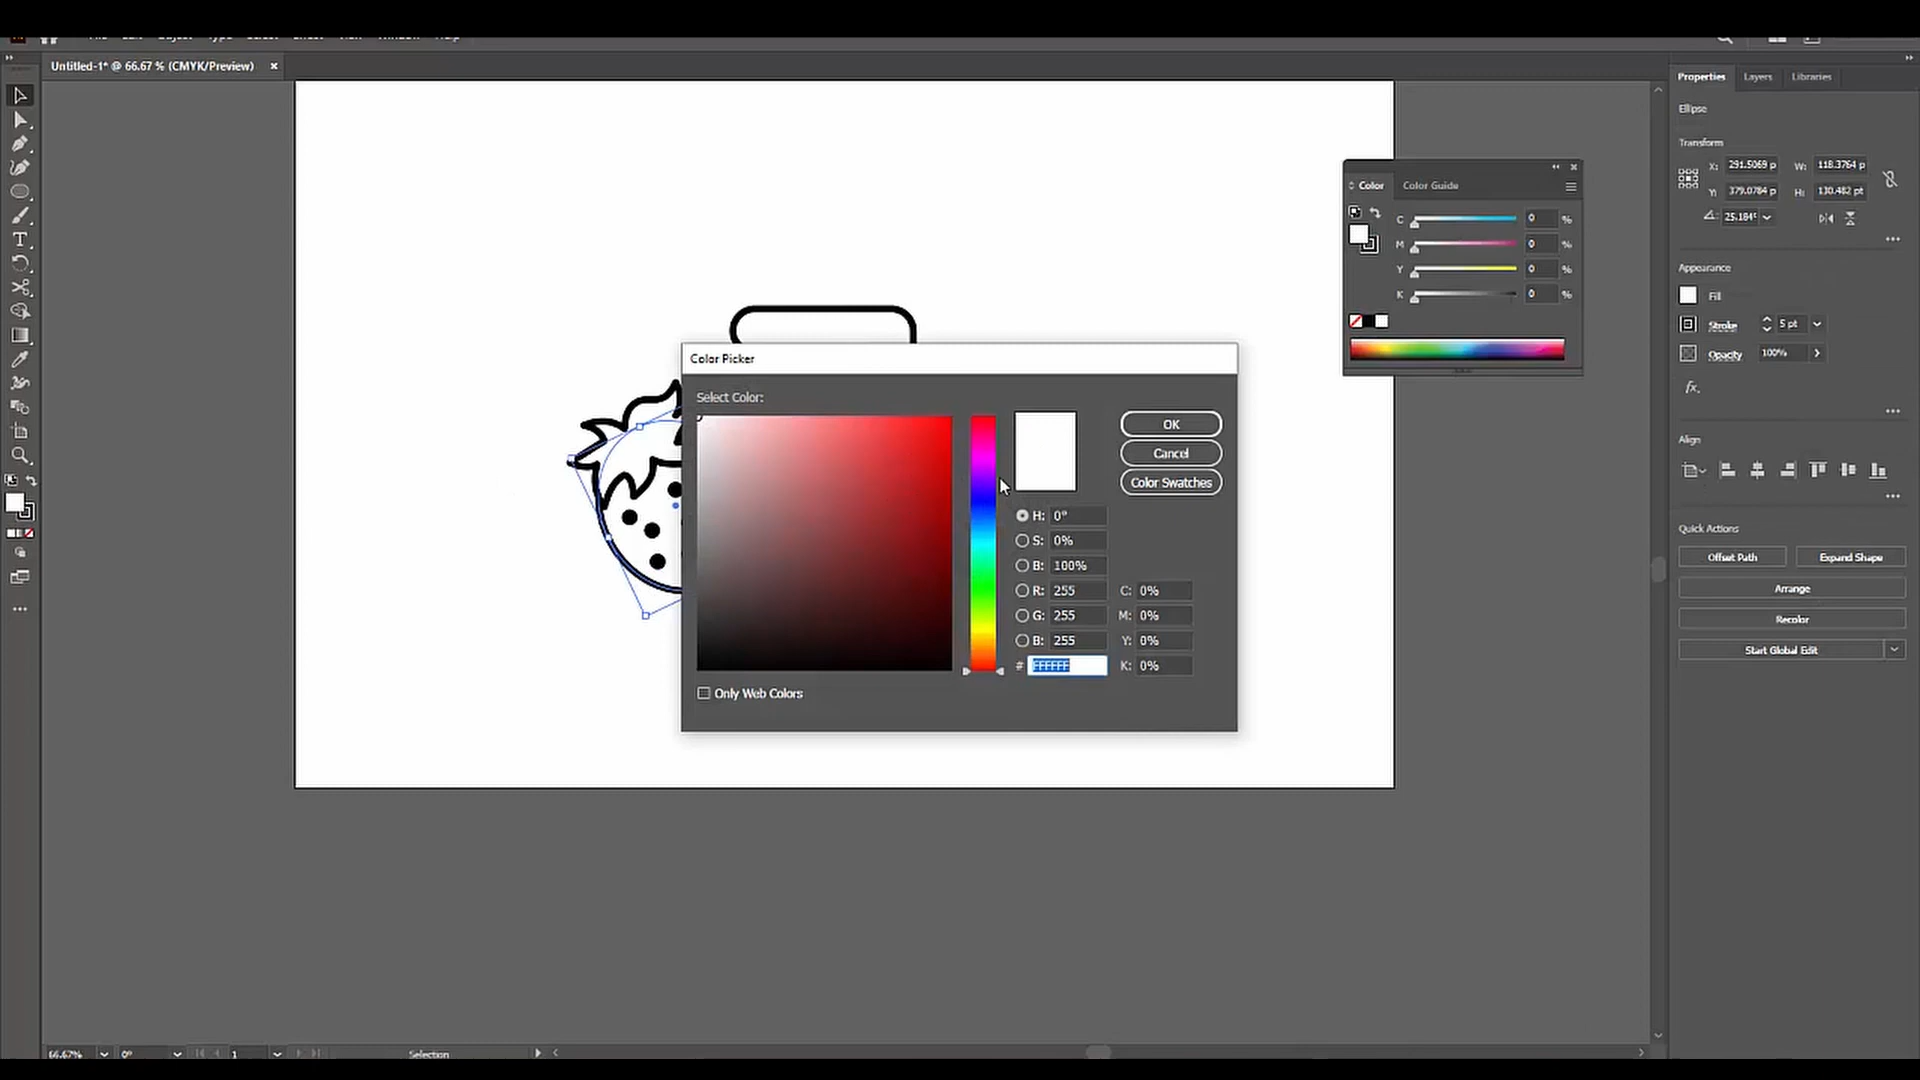 Untitled-1* @ 66.67 % (CMYK/Preview) ×
Properties Layers Libraries
Ellipse
Transform
X: 291.5069 p W: 118.3764 p
Y: 379.0784 p H: 130.482 pt
25.184°
Color Color Guide
C 0 %
M 0 %
Y 0 %
K 0 %
Appearance
Fill
Stroke 5 pt
Opacity 100%
fx.
Align
Quick Actions
Offset Path Expand Shape
Arrange
Recolor
Start Global Edit
Color Picker
Select Color:
OK
Cancel
Color Swatches
H: 0°
S: 0%
B: 100%
R: 255 C: 0%
G: 255 M: 0%
B: 255 Y: 0%
# FFFFFF K: 0%
Only Web Colors
66.67% 0° 1 Selection